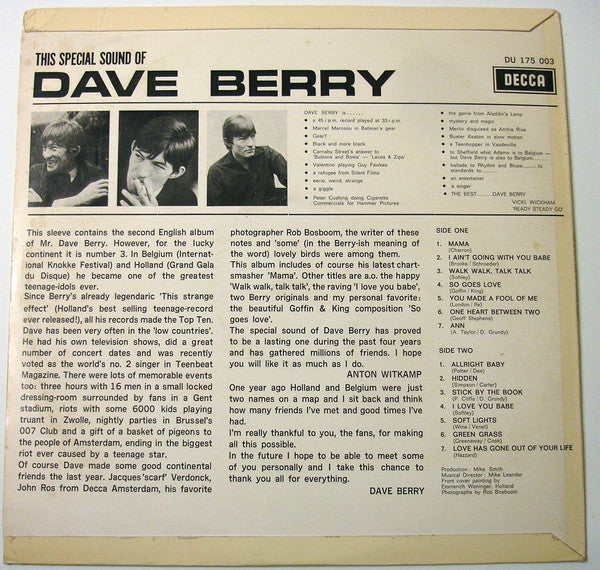 THIS SPECIAL SOUND OF
DAVE BERRY
DU 175 003
DECCA
DAVE BERRY is......
• a 45 r.p.m. record played at 33 r.p.m.
• Marcel Marceau in Batman's gear
• Gear?
• Black and more black
• Carnaby Street's answer to
'Buttons and Bows' — 'Laces & Zips'
• Valentino playing Guy Fawkes
• a refugee from Silent Films
• eerie, weird, strange
• a giggle
• Peter Cushing doing Cigarette
Commercials for Hammer Pictures
• the genie from Aladdin's Lamp
• mystery and magic
• Merlin disguised as Archie Rice
• Buster Keaton in slow motion
• a Teenbopper in Vaudeville
• to Sheffield what Adamo is to Belgium —
but Dave Berry is also to Belgium....
• ballads to Rhythm and Blues........to
standards to............
• an entertainer
• a singer
• THE BEST........DAVE BERRY
VICKI WICKHAM
'READY STEADY GO'
This sleeve contains the second English album
of Mr. Dave Berry. However, for the lucky
continent it is number 3. In Belgium (Internat-
ional Knokke Festival) and Holland (Grand Gala
du Disque) he became one of the greatest
teenage-idols ever.
Since Berry's already legendaric 'This strange
effect' (Holland's best selling teenage-record
ever released!), all his records made the Top Ten.
Dave has been very often in the 'low countries'.
He had his own television shows, did a great
number of concert dates and was recently
voted as the world's no. 2 singer in Teenbeat
Magazine. There were lots of memorable events
too: three hours with 16 men in a small locked
dressing-room surrounded by fans in a Gent
stadium, riots with some 6000 kids playing
truant in Zwolle, nightly parties in Brussel's
007 Club and a gift of a basket of pigeons
to the people of Amsterdam, ending in the biggest
riot ever caused by a teenage star.
Of course Dave made some good continental
friends the last year. Jacques 'scarf' Verdonck,
John Ros from Decca Amsterdam, his favorite
photographer Rob Bosboom, the writer of these
notes and 'some' (in the Berry-ish meaning of
the word) lovely birds were among them.
This album includes of course his latest chart-
smasher 'Mama'. Other titles are a.o. the happy
'Walk walk, talk talk', the raving 'I love you babe',
two Berry originals and my personal favorite:
the beautiful Goffin & King composition 'So
goes love'.
The special sound of Dave Berry has proved
to be a lasting one during the past four years
and has gathered millions of friends. I hope
you will like it as much as I do.
ANTON WITKAMP
One year ago Holland and Belgium were just
two names on a map and I sit back and think
how many friends I've met and good times I've
had.
I'm really thankful to you, the fans, for making
all this possible.
In the future I hope to be able to meet some
of you personally and I take this chance to
thank you all for everything.
DAVE BERRY
SIDE ONE
1. MAMA
(Charron)
2. I AIN'T GOING WITH YOU BABE
(Brooks / Schroeder)
3. WALK WALK, TALK TALK
(Softley)
4. SO GOES LOVE
(Goffin / King)
5. YOU MADE A FOOL OF ME
(London / He)
6. ONE HEART BETWEEN TWO
(Geoff Stephens)
7. ANN
(A. Taylor / D. Grundy)
SIDE TWO
1. ALLRIGHT BABY
(Potter / Dee)
2. HIDDEN
(Simpson / Carter)
3. STICK BY THE BOOK
(P. Cliffs / D. Grundy)
4. I LOVE YOU BABE
(Softley)
5. SOFT LIGHTS
(Wine / Venet)
6. GREEN GRASS
(Greenaway / Cook)
7. LOVE HAS GONE OUT OF YOUR LIFE
(Hazzard)
Production: Mike Smith
Musical Director: Mike Leander
Front cover painting by
Emmerich Weninger, Holland
Photographs by Rob Bosboom